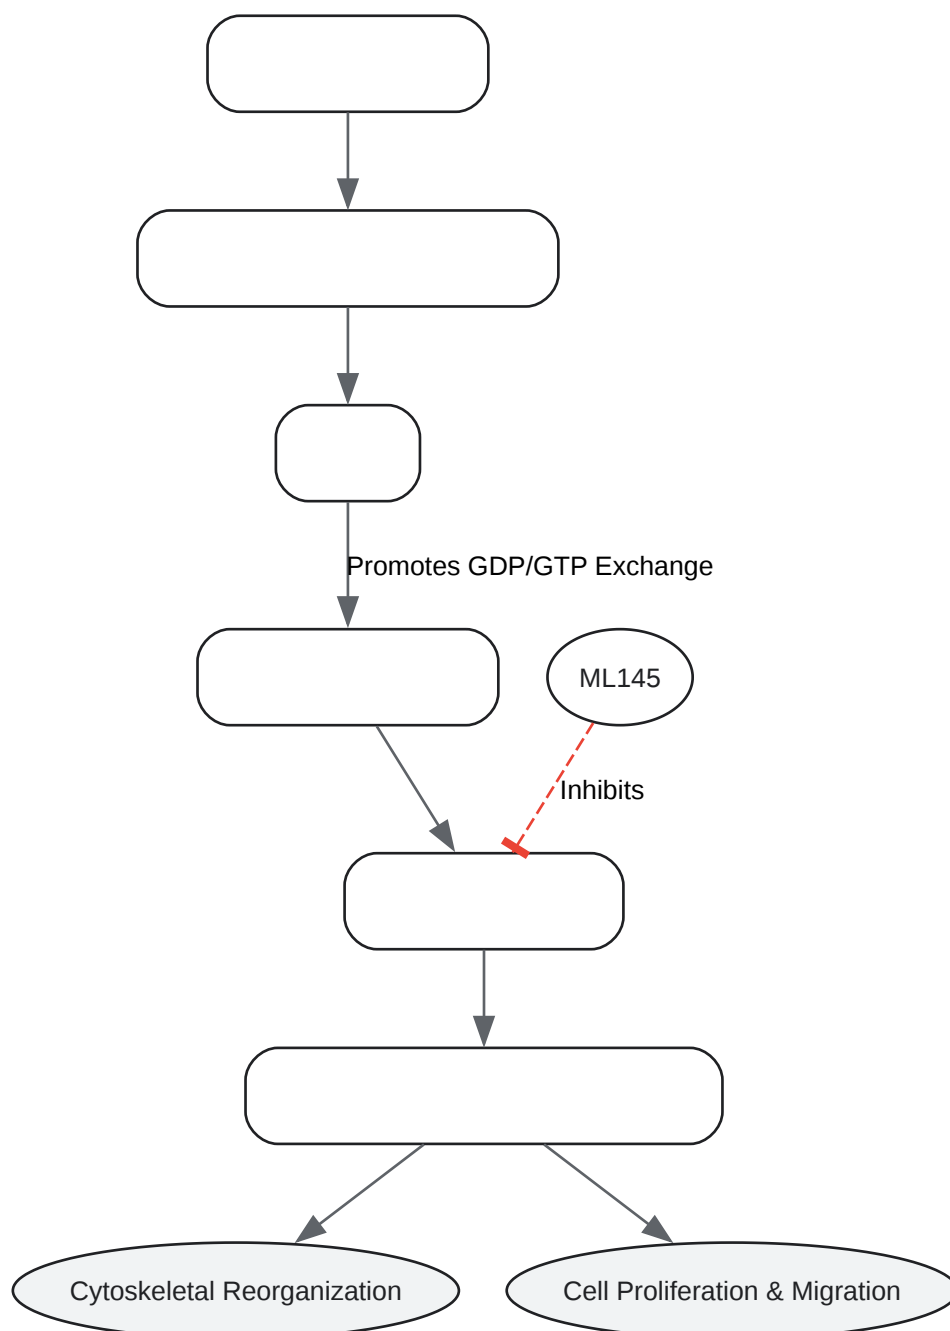 Promotes GDP/GTP Exchange
ML145
Inhibits
Cytoskeletal Reorganization
Cell Proliferation & Migration